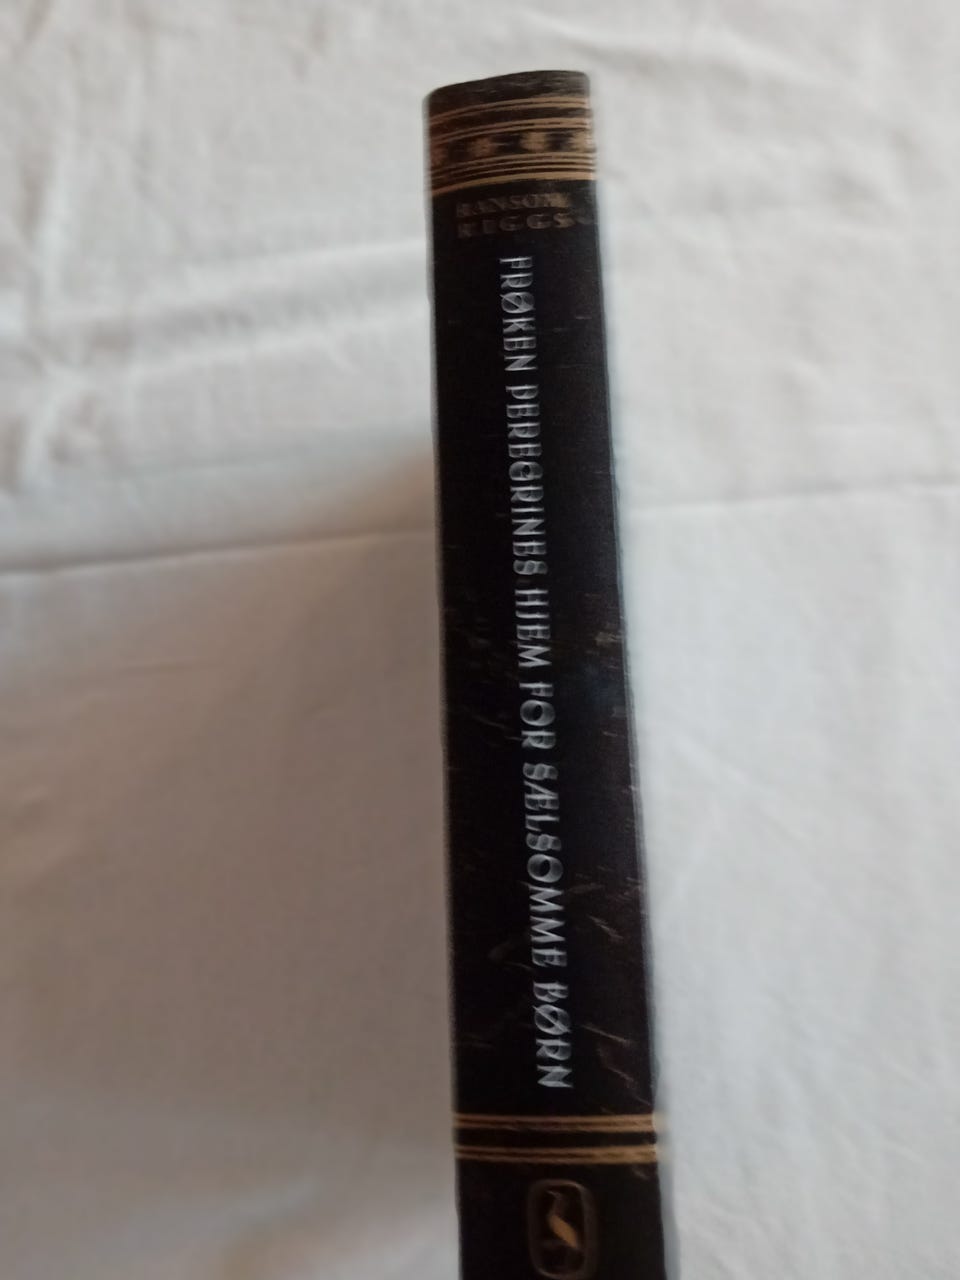 RANSOM
RIGGS
FRØKEN PEREGRINES HJEM FOR SÆLSOMME BØRN